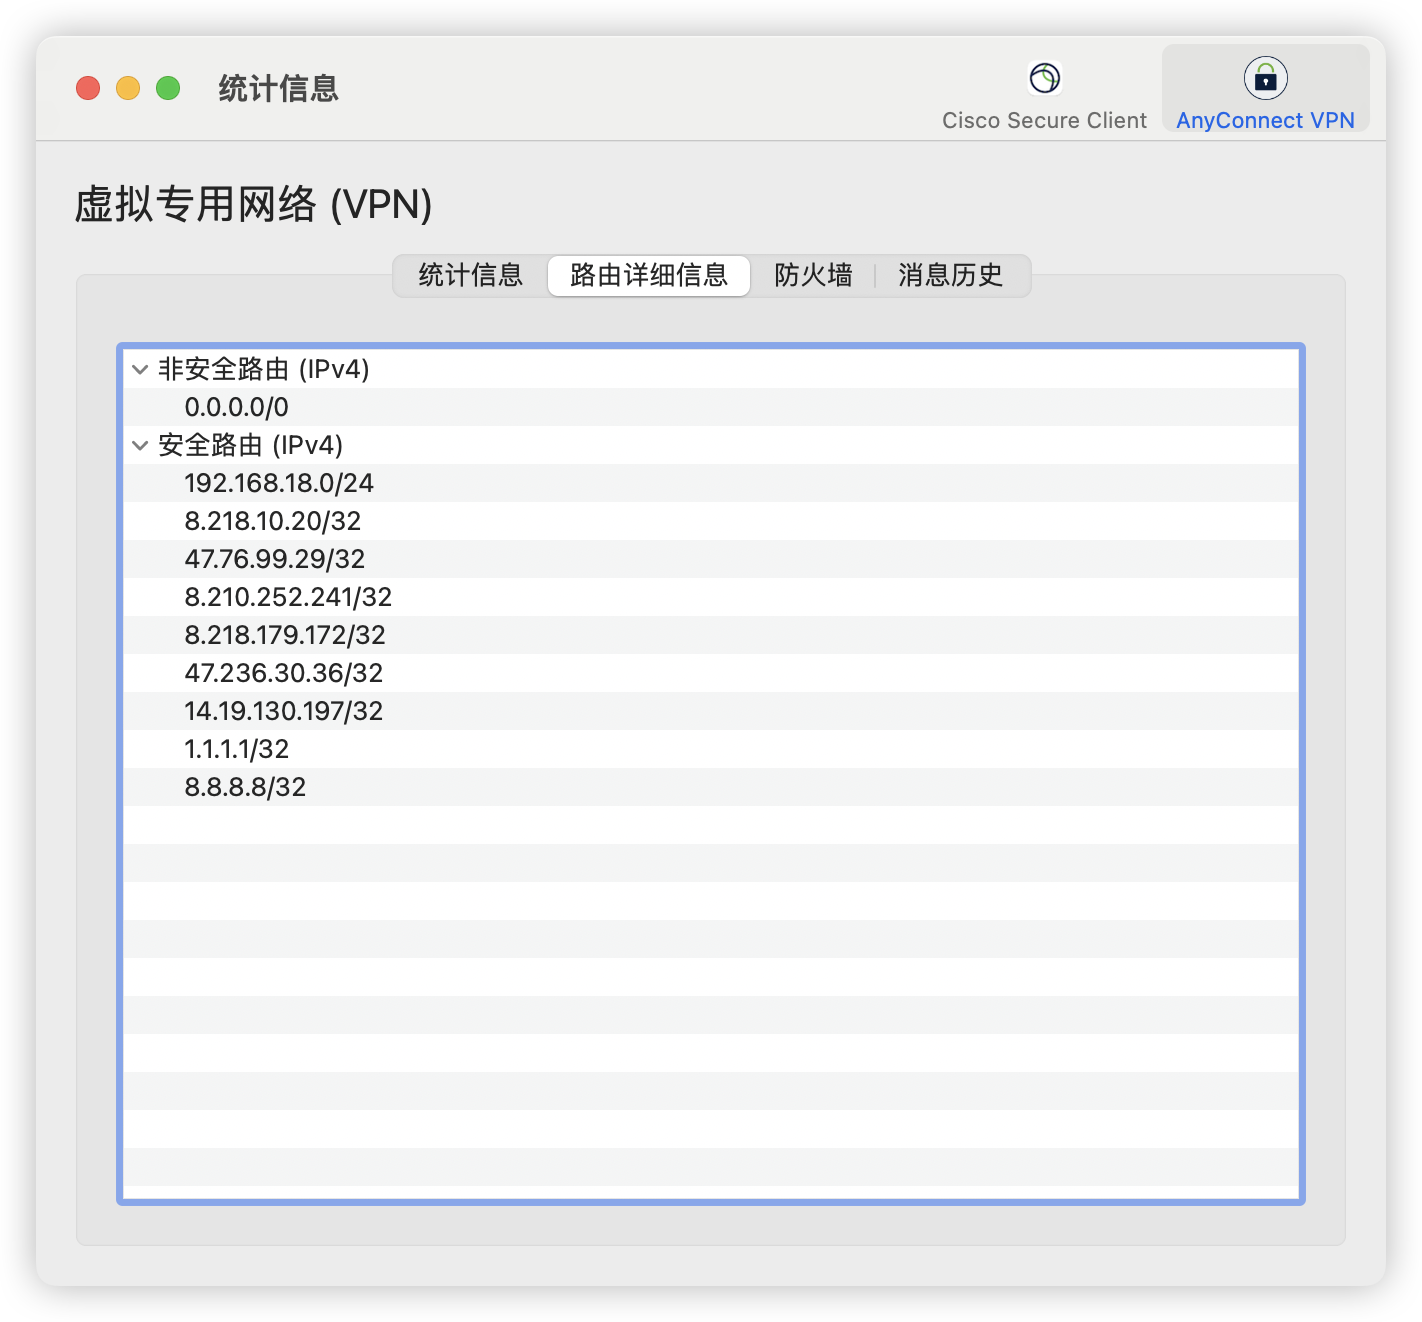 统计信息
Cisco Secure Client
AnyConnect VPN
虚拟专用网络 (VPN)
统计信息
路由详细信息
防火墙
消息历史
非安全路由 (IPv4)
0.0.0.0/0
安全路由 (IPv4)
192.168.18.0/24
8.218.10.20/32
47.76.99.29/32
8.210.252.241/32
8.218.179.172/32
47.236.30.36/32
14.19.130.197/32
1.1.1.1/32
8.8.8.8/32